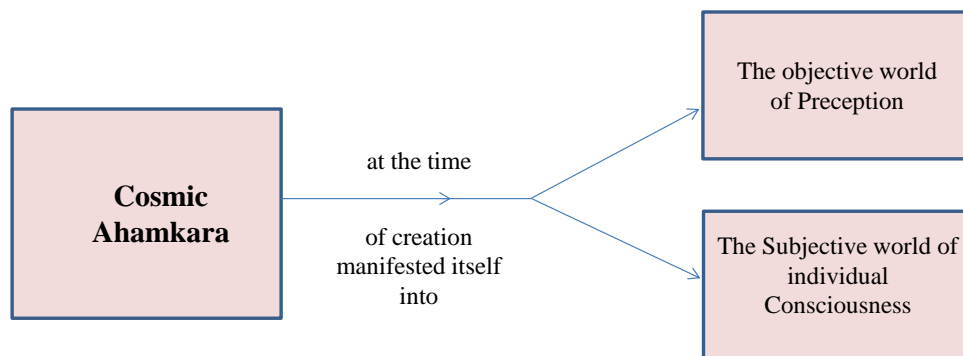 Cosmic
Ahamkara
at the time
of creation
manifested itself
into
The objective world
of Preception
The Subjective world of
individual
Consciousness